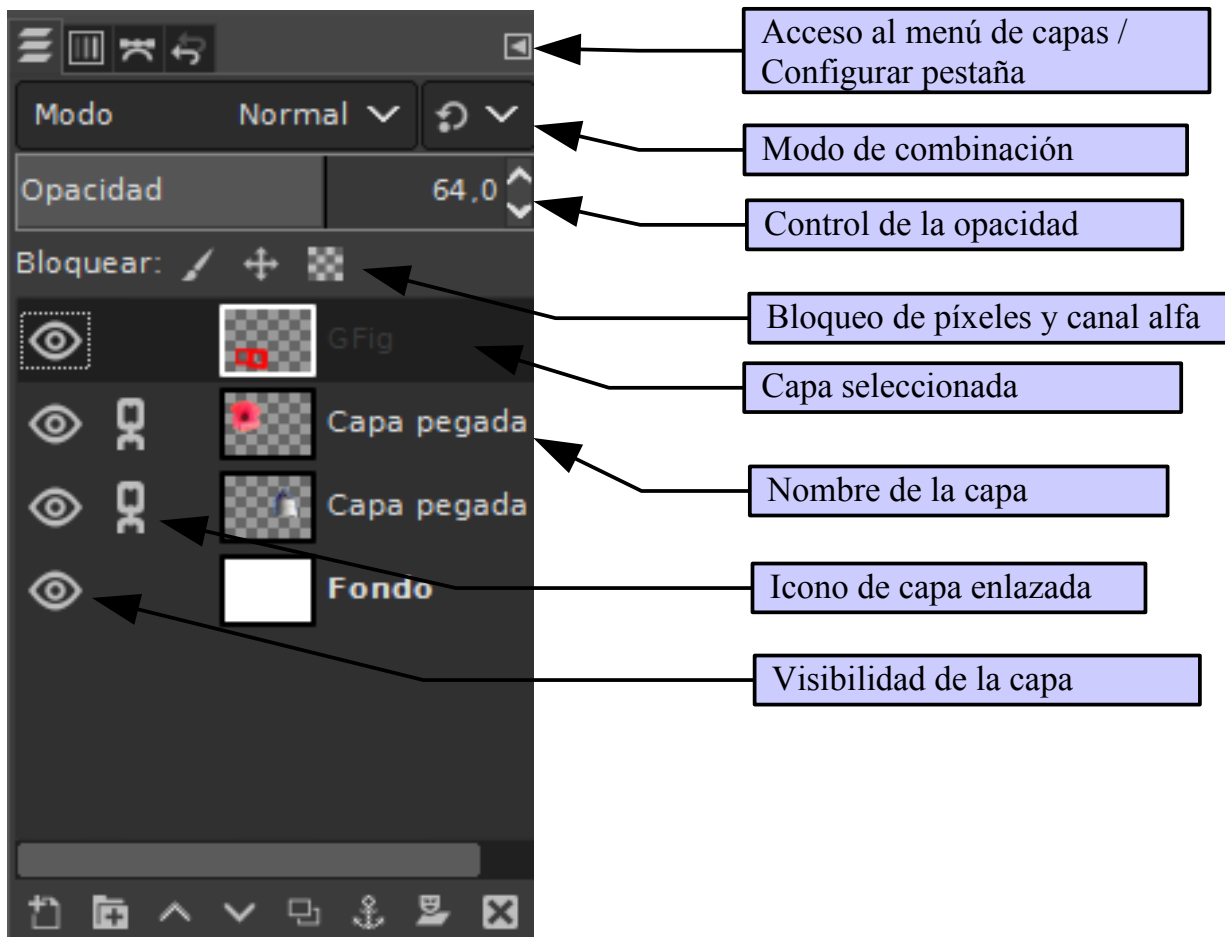 Acceso al menú de capas /
Configurar pestaña
Modo Normal
Modo de combinación
Opacidad 64,0
Control de la opacidad
Bloquear:
Bloqueo de píxeles y canal alfa
GFig
Capa seleccionada
Capa pegada
Nombre de la capa
Capa pegada
Icono de capa enlazada
Fondo
Visibilidad de la capa